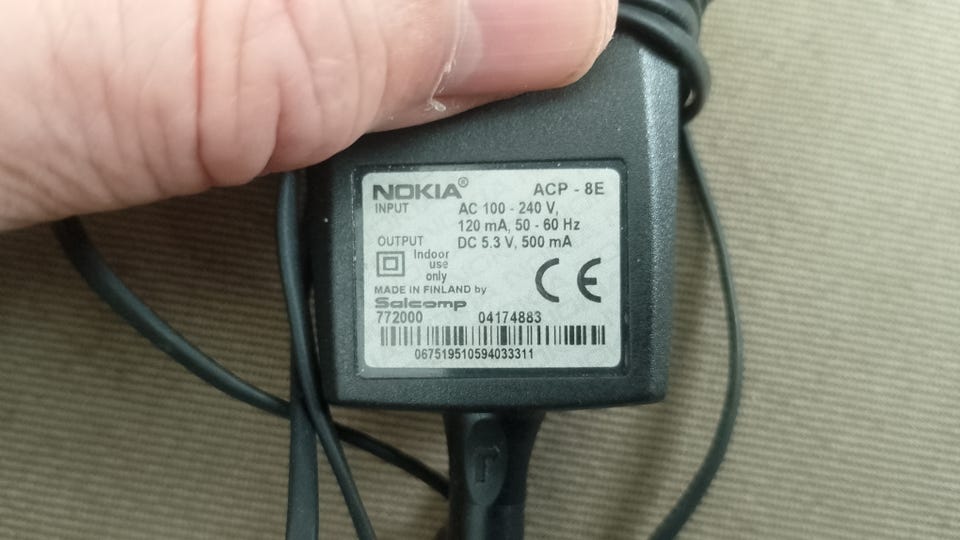 NOKIA® ACP - 8E
INPUT AC 100 - 240 V,
120 mA, 50 - 60 Hz
OUTPUT DC 5.3 V, 500 mA
Indoor
use
only
CE
MADE IN FINLAND by
Salcomp
772000 04174883
067519510594033311